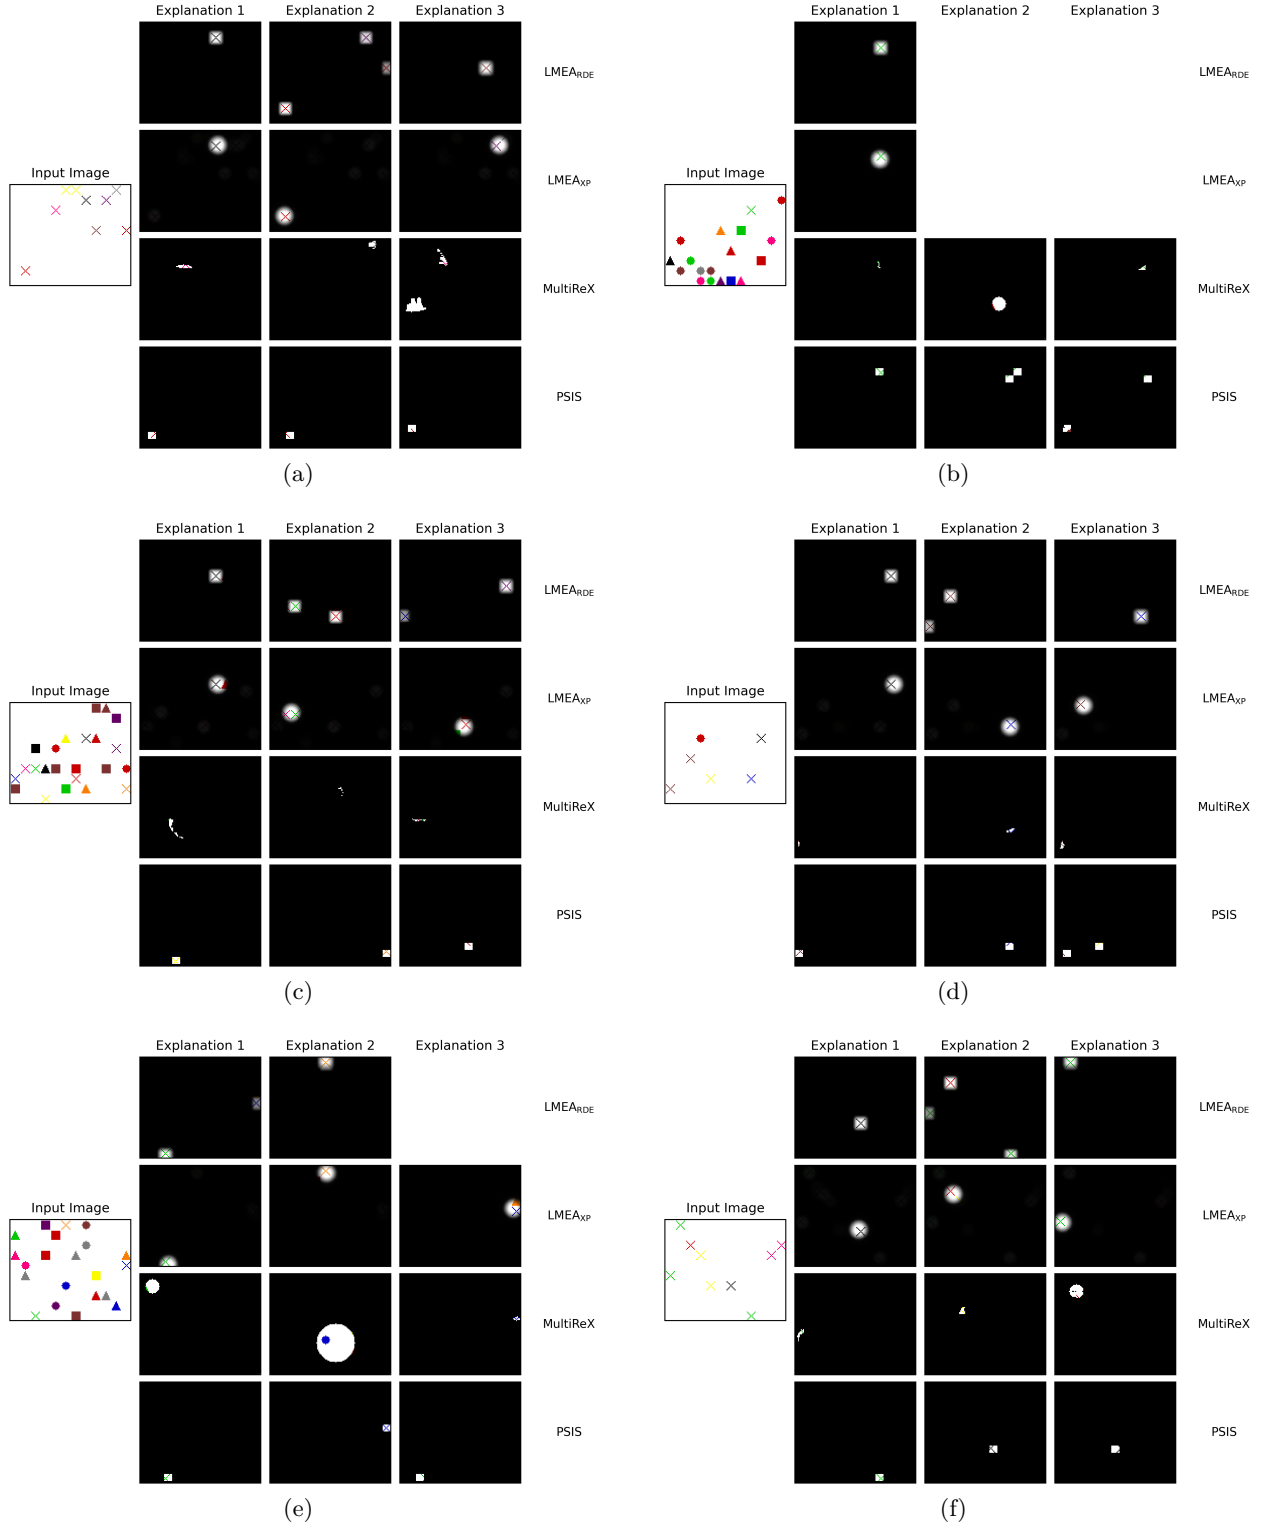 Explanation 1 Explanation 2 Explanation 3
LMEA_RDE
LMEA_XP
Input Image
MultiReX
PSIS
(a)
Explanation 1 Explanation 2 Explanation 3
LMEA_RDE
LMEA_XP
Input Image
MultiReX
PSIS
(b)
Explanation 1 Explanation 2 Explanation 3
LMEA_RDE
LMEA_XP
Input Image
MultiReX
PSIS
(c)
Explanation 1 Explanation 2 Explanation 3
LMEA_RDE
LMEA_XP
Input Image
MultiReX
PSIS
(d)
Explanation 1 Explanation 2 Explanation 3
LMEA_RDE
LMEA_XP
Input Image
MultiReX
PSIS
(e)
Explanation 1 Explanation 2 Explanation 3
LMEA_RDE
LMEA_XP
Input Image
MultiReX
PSIS
(f)